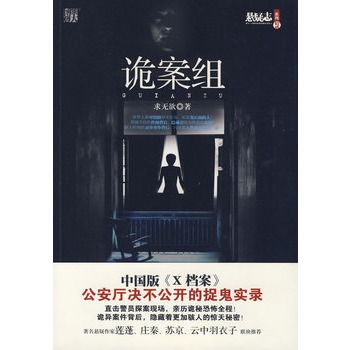 悬疑志
诡案组
GUIANZU
求无欲◎著
中国版《X档案》
公安厅决不公开的捉鬼实录
直击警员探案现场，亲历诡秘恐怖全程！
诡异案件背后，隐藏着更加骇人的惊天秘密！
著名悬疑作家莲蓬、庄秦、苏京、云中羽衣子 联袂推荐